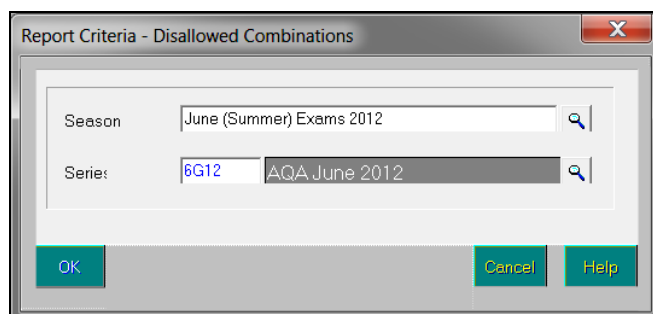 Report Criteria - Disallowed Combinations
X
Season June (Summer) Exams 2012
Series 6G12 AQA June 2012
OK Cancel Help